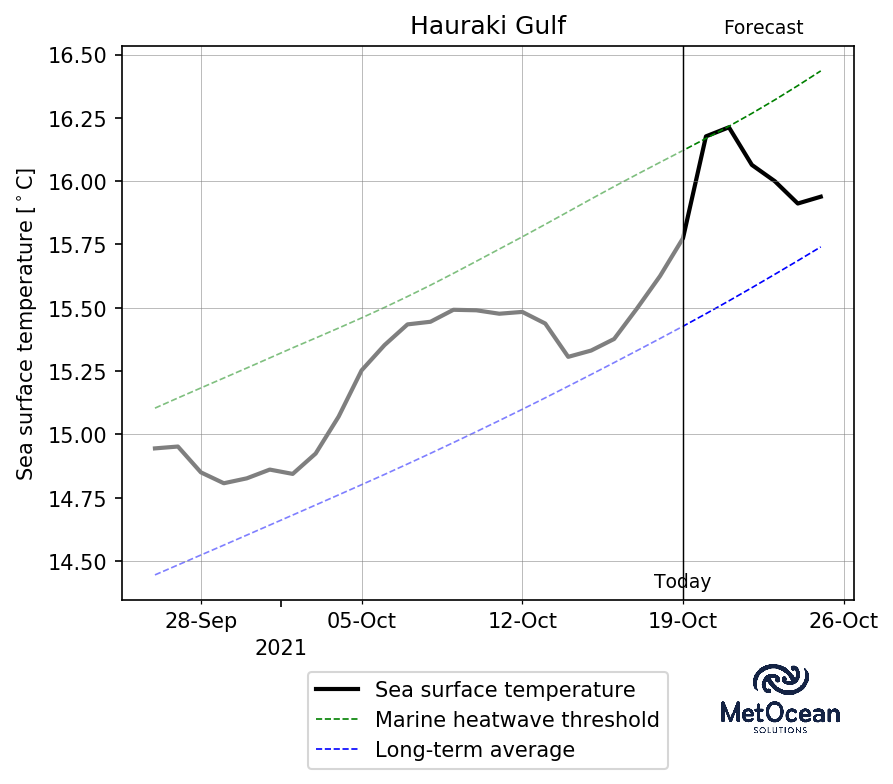 Hauraki Gulf
Forecast
16.50
16.25
16.00
15.75
15.50
15.25
15.00
14.75
14.50
Sea surface temperature [°C]
Today
28-Sep 05-Oct 12-Oct 19-Oct 26-Oct
2021
Sea surface temperature
Marine heatwave threshold
Long-term average
MetOcean
SOLUTIONS